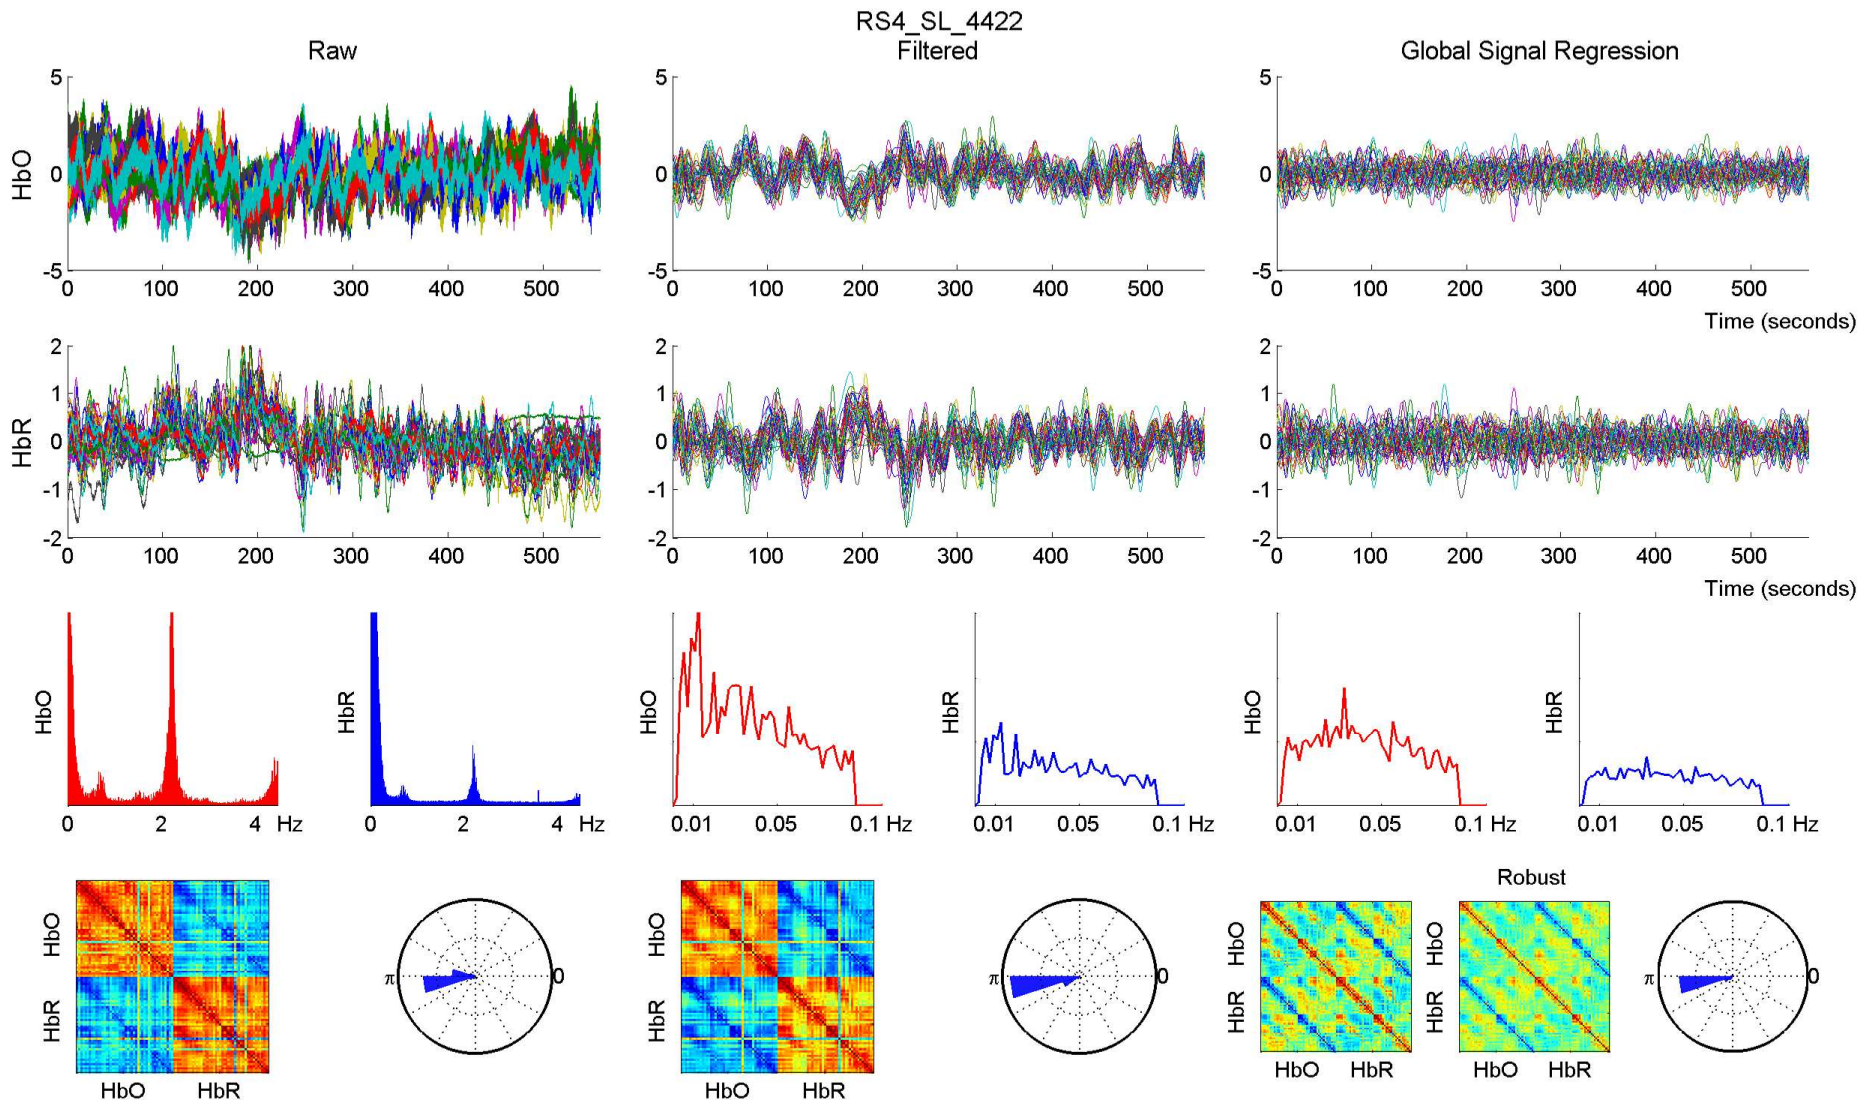 RS4_SL_4422
Raw
Filtered
Global Signal Regression
HbO
5
0
-5
0 100 200 300 400 500
5
0
-5
0 100 200 300 400 500
5
0
-5
0 100 200 300 400 500
Time (seconds)
HbR
2
1
0
-1
-2
0 100 200 300 400 500
2
1
0
-1
-2
0 100 200 300 400 500
2
1
0
-1
-2
0 100 200 300 400 500
Time (seconds)
HbO
0 2 4 Hz
HbR
0 2 4 Hz
HbO
0.01 0.05 0.1 Hz
HbR
0.01 0.05 0.1 Hz
HbO
0.01 0.05 0.1 Hz
HbR
0.01 0.05 0.1 Hz
HbO
HbR
HbO HbR
π 0
HbO
HbR
HbO HbR
π 0
HbO
HbR
HbO HbR
Robust
HbO
HbR
HbO HbR
π 0